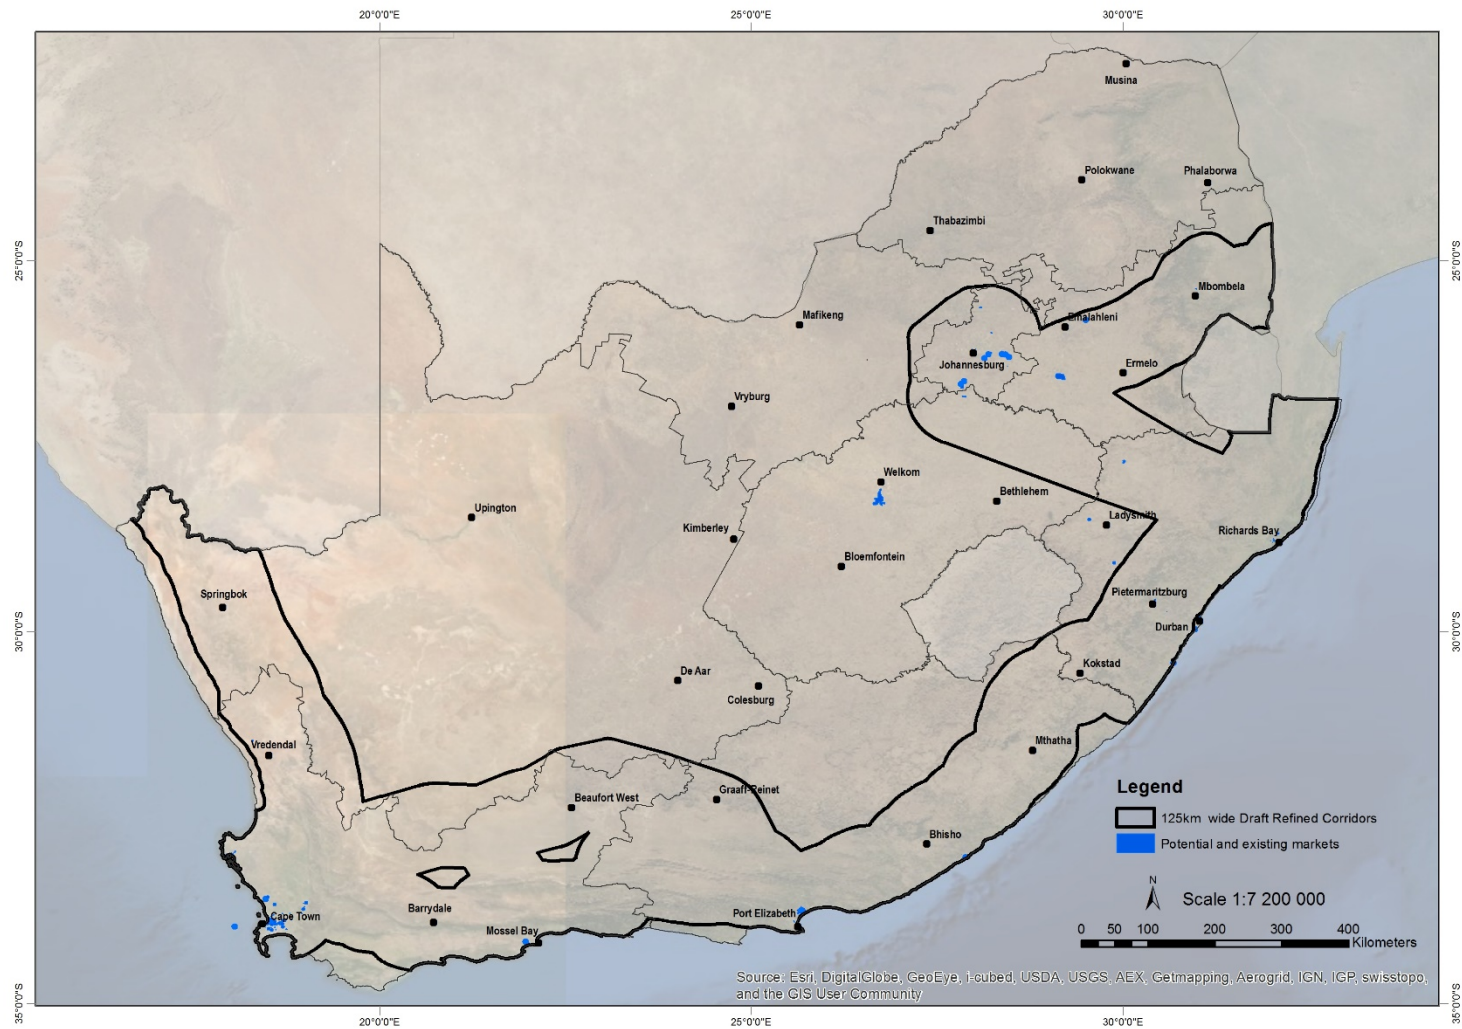 20°0'0"E
25°0'0"E
30°0'0"E
Musina
Polokwane
Phalaborwa
Thabazimbi
25°0'0"S
25°0'0"S
Mbombela
Mafikeng
Emalahleni
Johannesburg
Ermelo
Vryburg
Welkom
Bethlehem
Upington
Ladysmith
Kimberley
Richards Bay
Bloemfontein
Springbok
Pietermaritzburg
Durban
30°0'0"S
30°0'0"S
Kokstad
De Aar
Colesburg
Vredendal
Mthatha
Legend
Graaff-Reinet
Beaufort West
125km wide Draft Refined Corridors
Bhisho
Potential and existing markets
N
Scale 1:7 200 000
Barrydale
Cape Town
Port Elizabeth
Mossel Bay
0 50 100 200 300 400
Kilometers
Source: Esri, DigitalGlobe, GeoEye, i-cubed, USDA, USGS, AEX, Getmapping, Aerogrid, IGN, IGP, swisstopo,
and the GIS User Community
35°0'0"S
35°0'0"S
20°0'0"E
25°0'0"E
30°0'0"E